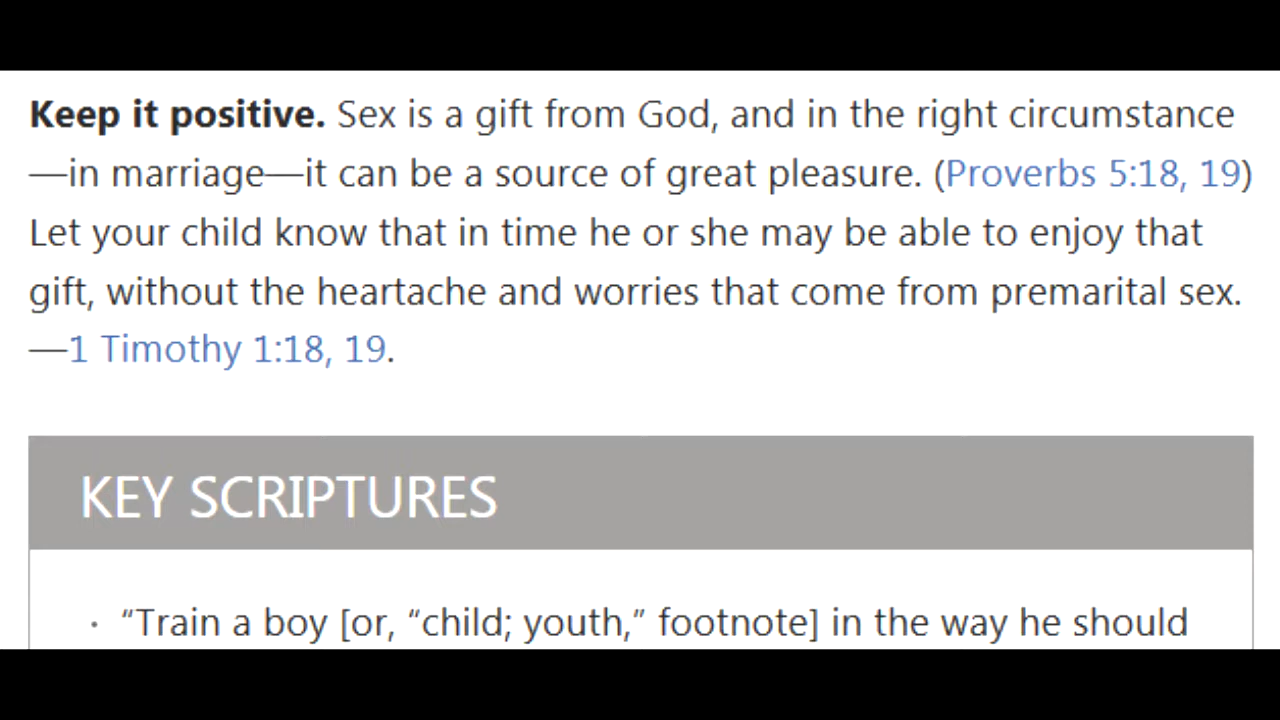 Keep it positive. Sex is a gift from God, and in the right circumstance
—in marriage—it can be a source of great pleasure. (Proverbs 5:18, 19)
Let your child know that in time he or she may be able to enjoy that
gift, without the heartache and worries that come from premarital sex.
—1 Timothy 1:18, 19.
KEY SCRIPTURES
· “Train a boy [or, “child; youth,” footnote] in the way he should